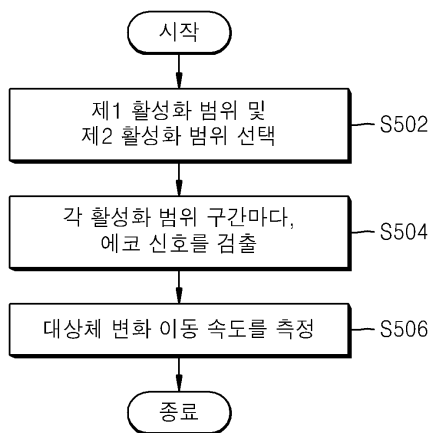 시작
제1 활성화 범위 및
제2 활성화 범위 선택
S502
각 활성화 범위 구간마다,
에코 신호를 검출
S504
대상체 변화 이동 속도를 측정
S506
종료